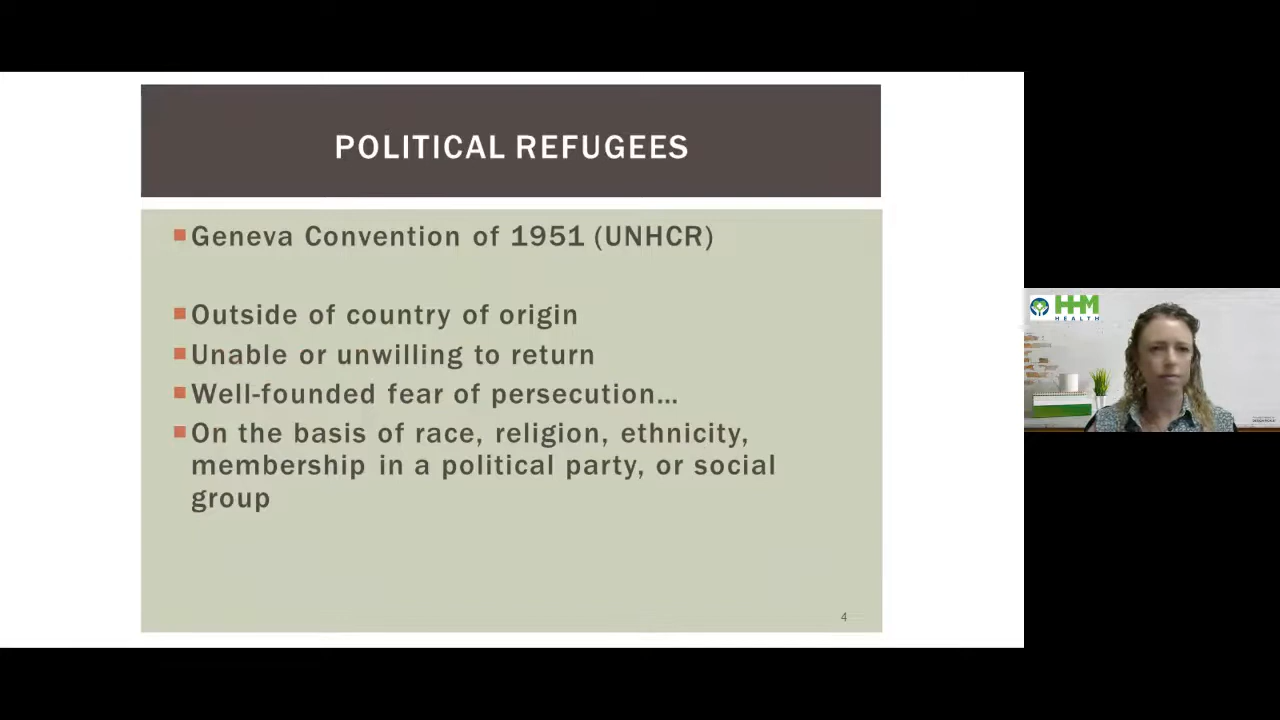 POLITICAL REFUGEES
Geneva Convention of 1951 (UNHCR)
Outside of country of origin
Unable or unwilling to return
Well-founded fear of persecution…
On the basis of race, religion, ethnicity,
membership in a political party, or social
group
4
HHM
HEALTH